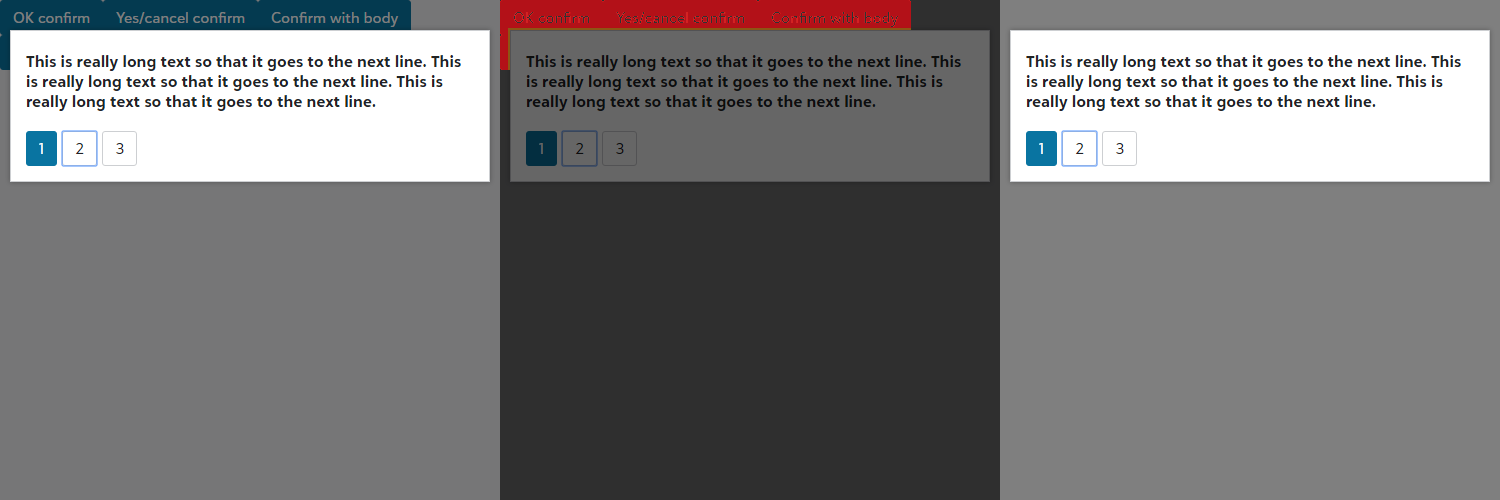 OK confirm Yes/cancel confirm Confirm with body
This is really long text so that it goes to the next line. This
is really long text so that it goes to the next line. This is
really long text so that it goes to the next line.
1 2 3
OK confirm Yes/cancel confirm Confirm with body
This is really long text so that it goes to the next line. This
is really long text so that it goes to the next line. This is
really long text so that it goes to the next line.
1 2 3
This is really long text so that it goes to the next line. This
is really long text so that it goes to the next line. This is
really long text so that it goes to the next line.
1 2 3